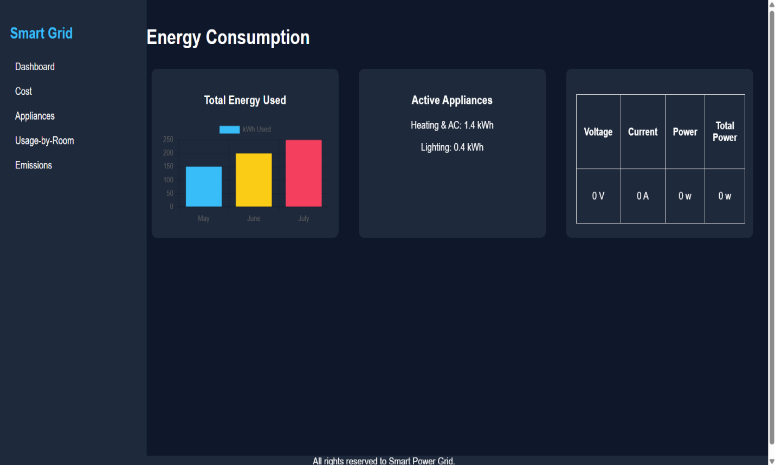 Smart Grid
Dashboard
Cost
Appliances
Usage-by-Room
Emissions
Energy Consumption
Total Energy Used
kWh Used
250
200
150
100
50
0
May June July
Active Appliances
Heating & AC: 1.4 kWh
Lighting: 0.4 kWh
Voltage Current Power Total Power
0 V 0 A 0 w 0 w
All rights reserved to Smart Power Grid.